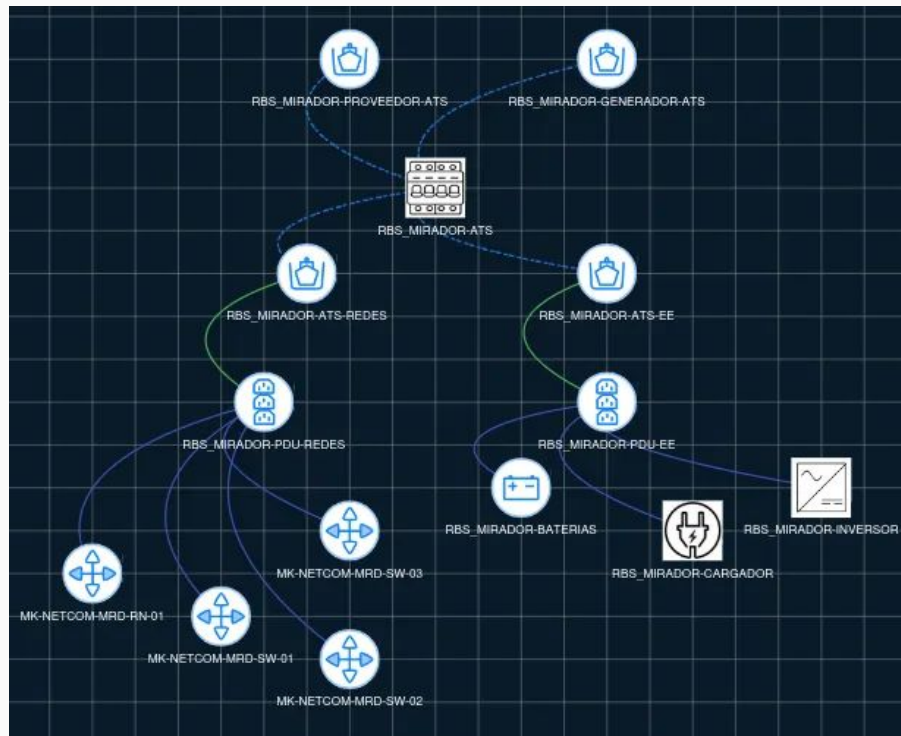 RBS_MIRADOR-PROVEEDOR-ATS
RBS_MIRADOR-GENERADOR-ATS
RBS_MIRADOR-ATS
RBS_MIRADOR-ATS-REDES
RBS_MIRADOR-ATS-EE
RBS_MIRADOR-PDU-REDES
RBS_MIRADOR-PDU-EE
RBS_MIRADOR-BATERIAS
RBS_MIRADOR-INVERSOR
RBS_MIRADOR-CARGADOR
MK-NETCOM-MRD-SW-03
MK-NETCOM-MRD-RN-01
MK-NETCOM-MRD-SW-01
MK-NETCOM-MRD-SW-02